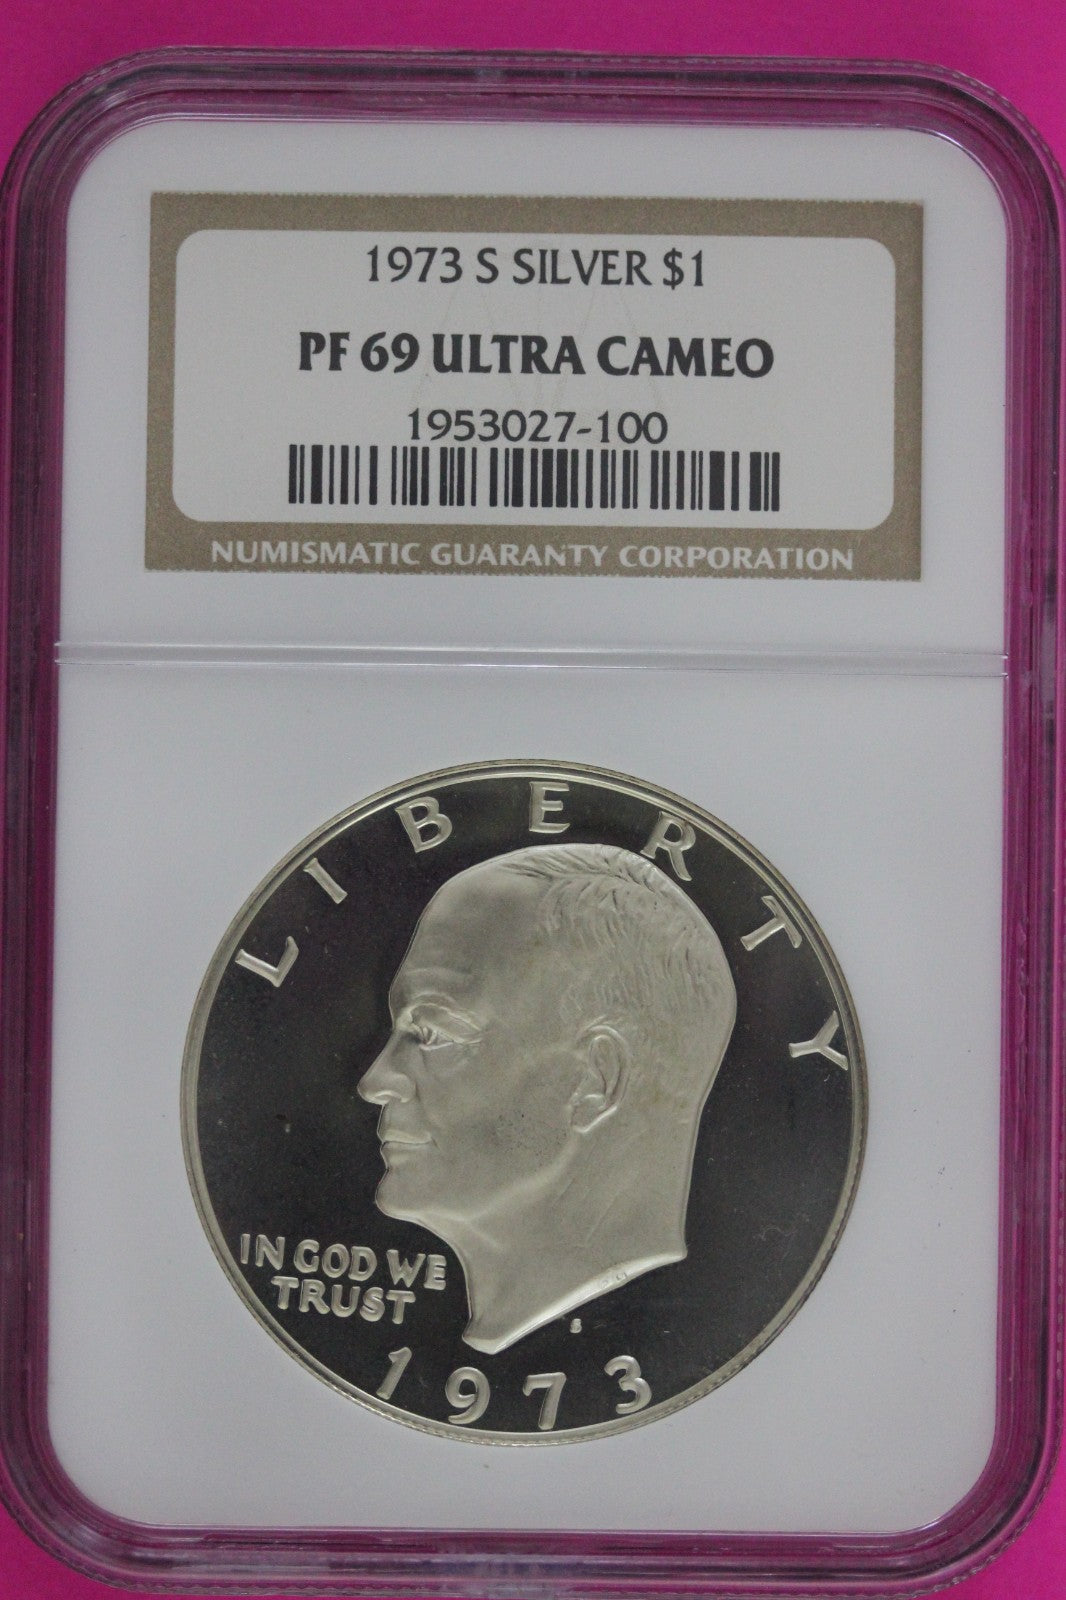 1973 S SILVER $1
PF 69 ULTRA CAMEO
1953027-100
NUMISMATIC GUARANTY CORPORATION
LIBERTY
IN GOD WE
TRUST
S
1973